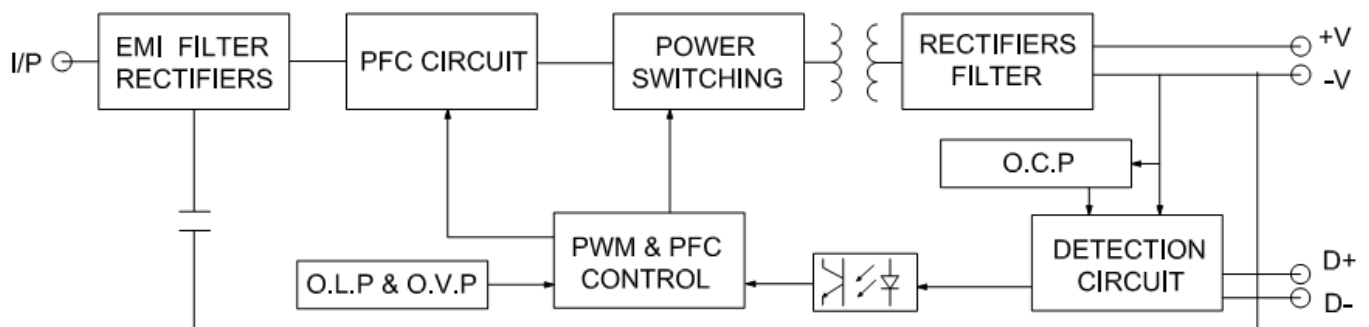 I/P
EMI FILTER
RECTIFIERS
PFC CIRCUIT
POWER
SWITCHING
RECTIFIERS
FILTER
+V
-V
O.C.P
DETECTION
CIRCUIT
D+
D-
PWM & PFC
CONTROL
O.L.P & O.V.P